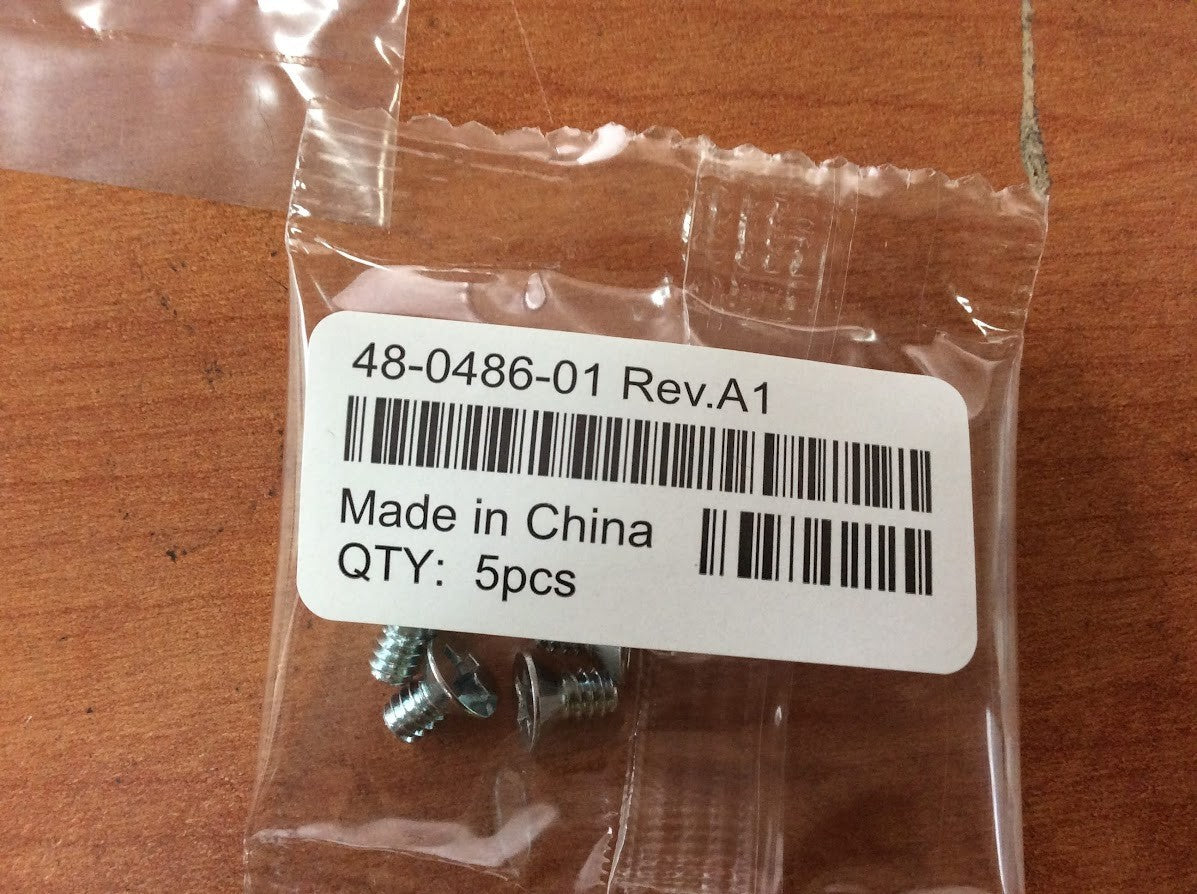 48-0486-01 Rev.A1
Made in China
QTY: 5pcs